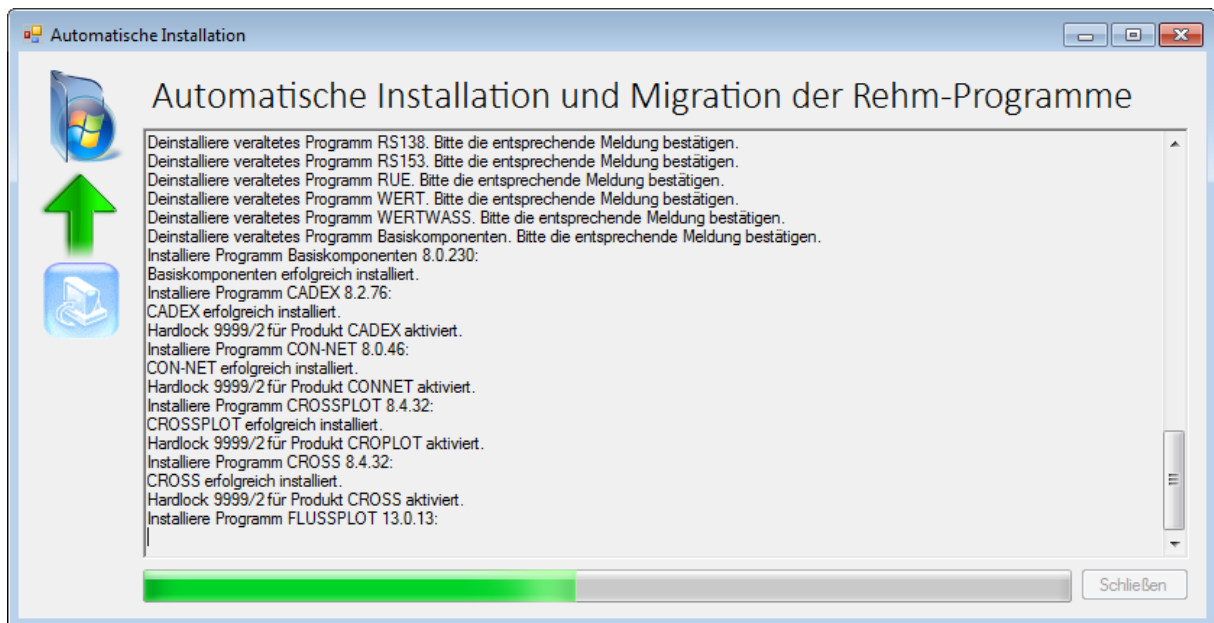 Automatische Installation
Automatische Installation und Migration der Rehm-Programme
Deinstalliere veraltetes Programm RS138. Bitte die entsprechende Meldung bestätigen.
Deinstalliere veraltetes Programm RS153. Bitte die entsprechende Meldung bestätigen.
Deinstalliere veraltetes Programm RUE. Bitte die entsprechende Meldung bestätigen.
Deinstalliere veraltetes Programm WERT. Bitte die entsprechende Meldung bestätigen.
Deinstalliere veraltetes Programm WERTWASS. Bitte die entsprechende Meldung bestätigen.
Deinstalliere veraltetes Programm Basiskomponenten. Bitte die entsprechende Meldung bestätigen.
Installiere Programm Basiskomponenten 8.0.230:
Basiskomponenten erfolgreich installiert.
Installiere Programm CADEX 8.2.76:
CADEX erfolgreich installiert.
Hardlock 9999/2 für Produkt CADEX aktiviert.
Installiere Programm CON-NET 8.0.46:
CON-NET erfolgreich installiert.
Hardlock 9999/2 für Produkt CONNET aktiviert.
Installiere Programm CROSSPLOT 8.4.32:
CROSSPLOT erfolgreich installiert.
Hardlock 9999/2 für Produkt CROPLOT aktiviert.
Installiere Programm CROSS 8.4.32:
CROSS erfolgreich installiert.
Hardlock 9999/2 für Produkt CROSS aktiviert.
Installiere Programm FLUSSPLOT 13.0.13:
Schließen